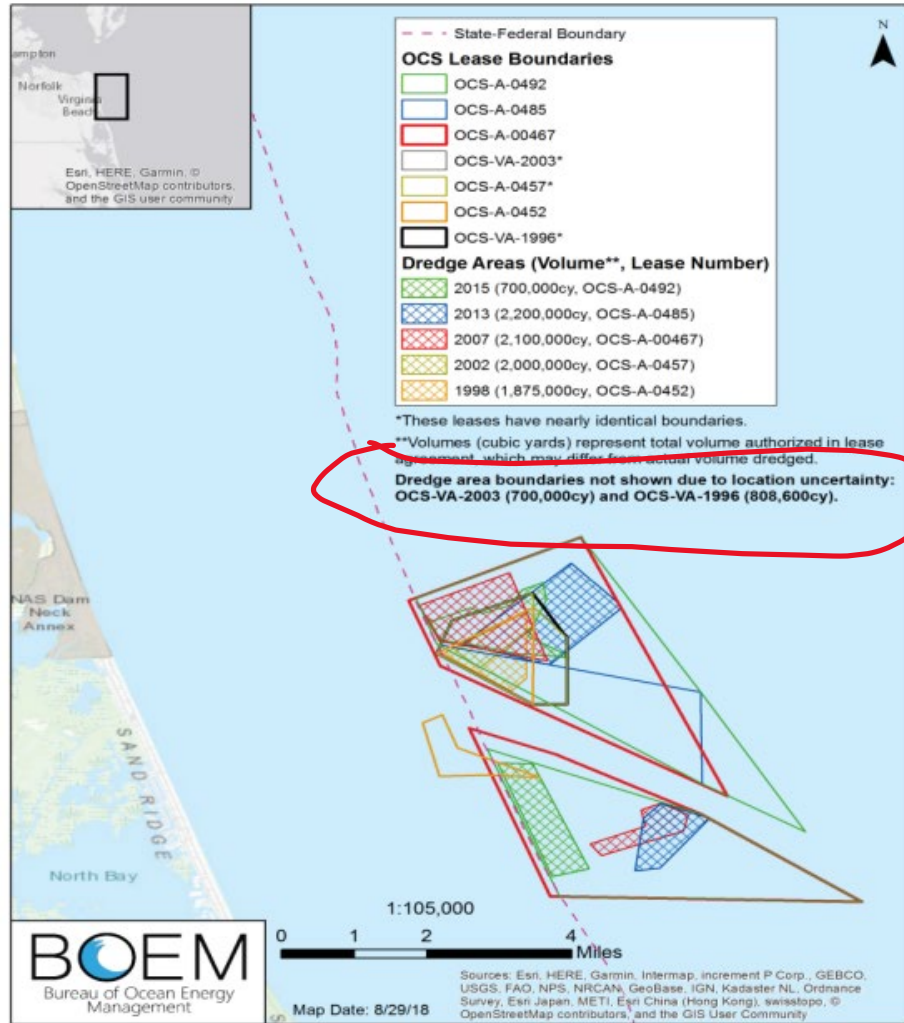 ampton
Norfolk
Virginia
Beach
Esri, HERE, Garmin, ©
OpenStreetMap contributors,
and the GIS user community
N
State-Federal Boundary
OCS Lease Boundaries
OCS-A-0492
OCS-A-0485
OCS-A-00467
OCS-VA-2003*
OCS-A-0457*
OCS-A-0452
OCS-VA-1996*
Dredge Areas (Volume**, Lease Number)
2015 (700,000cy, OCS-A-0492)
2013 (2,200,000cy, OCS-A-0485)
2007 (2,100,000cy, OCS-A-00467)
2002 (2,000,000cy, OCS-A-0457)
1998 (1,875,000cy, OCS-A-0452)
*These leases have nearly identical boundaries.
**Volumes (cubic yards) represent total volume authorized in lease
agreement, which may differ from actual volume dredged.
Dredge area boundaries not shown due to location uncertainty:
OCS-VA-2003 (700,000cy) and OCS-VA-1996 (808,600cy).
NAS Dam
Neck
Annex
SAND RIDGE
North Bay
1:105,000
0 1 2 4
Miles
BOEM
Bureau of Ocean Energy
Management
Map Date: 8/29/18
S
Sources: Esri, HERE, Garmin, Intermap, increment P Corp., GEBCO,
USGS, FAO, NPS, NRCAN, GeoBase, IGN, Kadaster NL, Ordnance
Survey, Esri Japan, METI, Esri China (Hong Kong), swisstopo, ©
OpenStreetMap contributors, and the GIS User Community